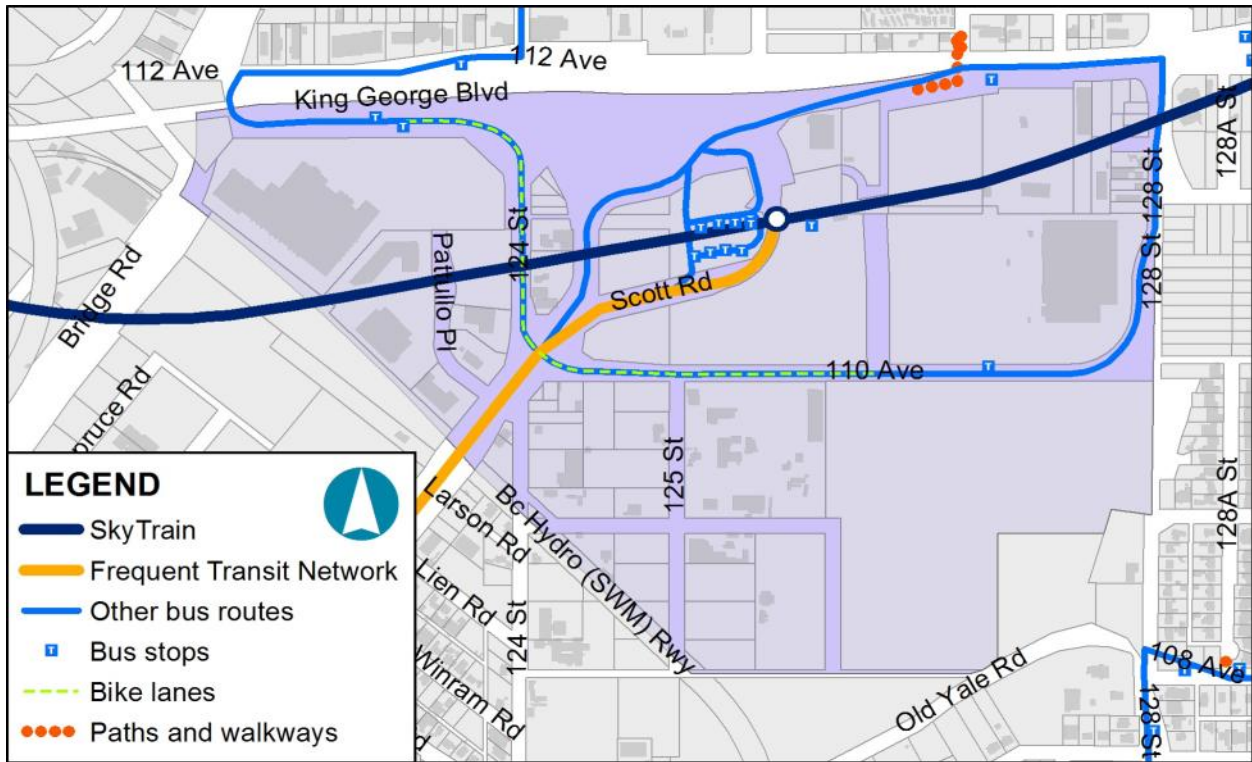 112 Ave
112 Ave
King George Blvd
128A St
128 St
128 St
124 St
Pattullo Pl
Bridge Rd
Scott Rd
110 Ave
125 St
128A St
LEGEND
SkyTrain
Frequent Transit Network
Other bus routes
Bus stops
Bike lanes
Paths and walkways
Larson Rd
Bc Hydro (SWM) Rwy
Lien Rd
124 St
Winram Rd
Old Yale Rd
108 Ave
128 St